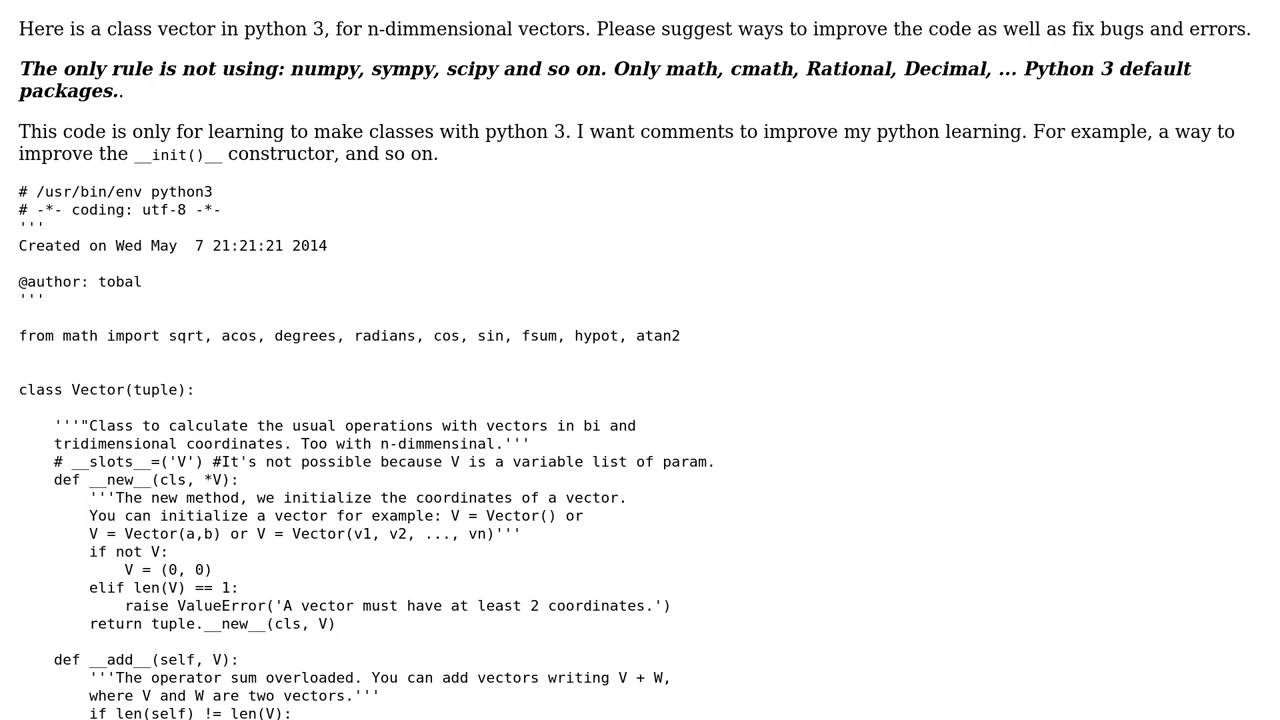 Here is a class vector in python 3, for n-dimmensional vectors. Please suggest ways to improve the code as well as fix bugs and errors.
The only rule is not using: numpy, sympy, scipy and so on. Only math, cmath, Rational, Decimal, ... Python 3 default
packages..
This code is only for learning to make classes with python 3. I want comments to improve my python learning. For example, a way to
improve the __init()__ constructor, and so on.
# /usr/bin/env python3
# -*- coding: utf-8 -*-
'''
Created on Wed May  7 21:21:21 2014
@author: tobal
'''
from math import sqrt, acos, degrees, radians, cos, sin, fsum, hypot, atan2
class Vector(tuple):
    '''"Class to calculate the usual operations with vectors in bi and
    tridimensional coordinates. Too with n-dimmensinal.'''
    # __slots__=('V') #It's not possible because V is a variable list of param.
    def __new__(cls, *V):
        '''The new method, we initialize the coordinates of a vector.
        You can initialize a vector for example: V = Vector() or
        V = Vector(a,b) or V = Vector(v1, v2, ..., vn)'''
        if not V:
            V = (0, 0)
        elif len(V) == 1:
            raise ValueError('A vector must have at least 2 coordinates.')
        return tuple.__new__(cls, V)
    def __add__(self, V):
        '''The operator sum overloaded. You can add vectors writing V + W,
        where V and W are two vectors.'''
        if len(self) != len(V):